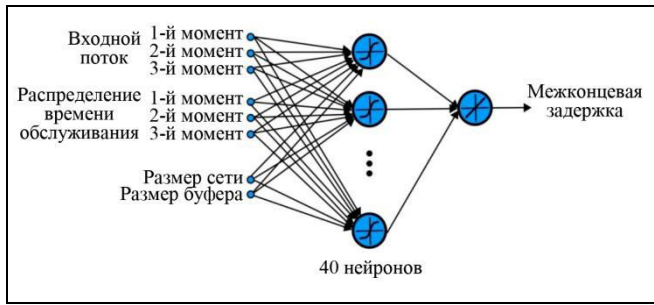 Входной
поток
1-й момент
2-й момент
3-й момент
Распределение
времени
обслуживания
1-й момент
2-й момент
3-й момент
Размер сети
Размер буфера
40 нейронов
Межконцевая
задержка